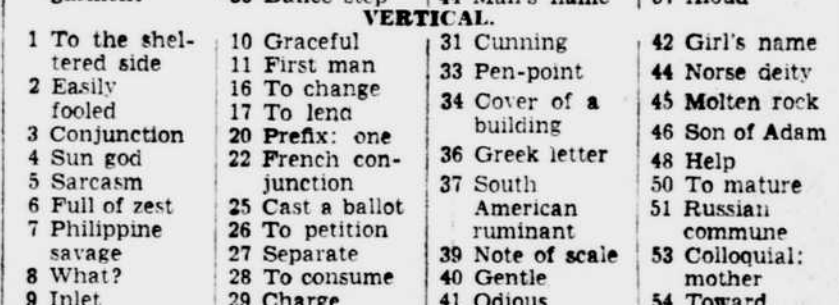 VERTICAL.
1 To the shel-
tered side
2 Easily
fooled
3 Conjunction
4 Sun god
5 Sarcasm
6 Full of zest
7 Philippine
savage
8 What?
9 Inlet
10 Graceful
11 First man
16 To change
17 To lend
20 Prefix: one
22 French con-
junction
25 Cast a ballot
26 To petition
27 Separate
28 To consume
29 Charge
31 Cunning
33 Pen-point
34 Cover of a
building
36 Greek letter
37 South
American
ruminant
39 Note of scale
40 Gentle
41 Odious
42 Girl's name
44 Norse deity
45 Molten rock
46 Son of Adam
48 Help
50 To mature
51 Russian
commune
53 Colloquial:
mother
54 Toward